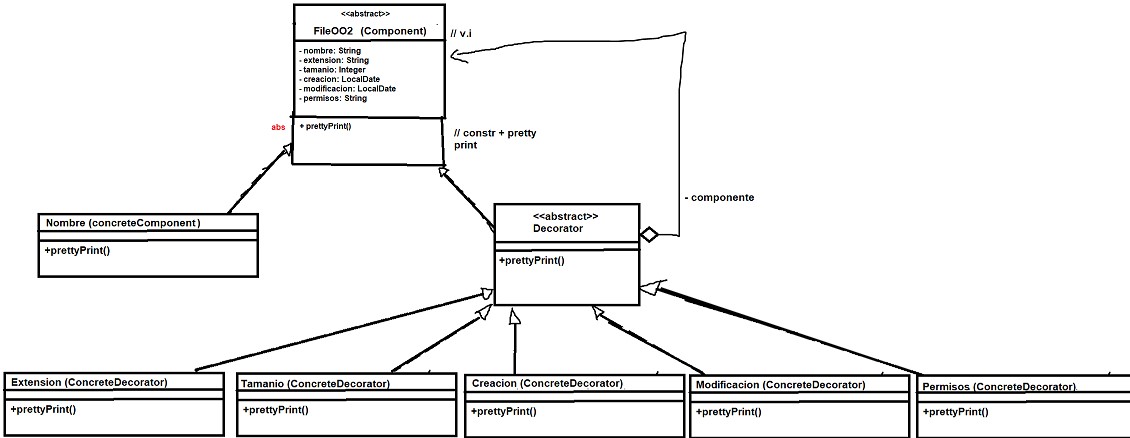 <<abstract>>
FileOO2 (Component)
// v.i
- nombre: String
- extension: String
- tamanio: Integer
- creacion: LocalDate
- modificacion: LocalDate
- permisos: String
abs
+ prettyPrint()
// constr + pretty
print
- componente
Nombre (concreteComponent)
+prettyPrint()
<<abstract>>
Decorator
+prettyPrint()
Extension (ConcreteDecorator)
+prettyPrint()
Tamanio (ConcreteDecorator)
+prettyPrint()
Creacion (ConcreteDecorator)
+prettyPrint()
Modificacion (ConcreteDecorator)
+prettyPrint()
Permisos (ConcreteDecorator)
+prettyPrint()